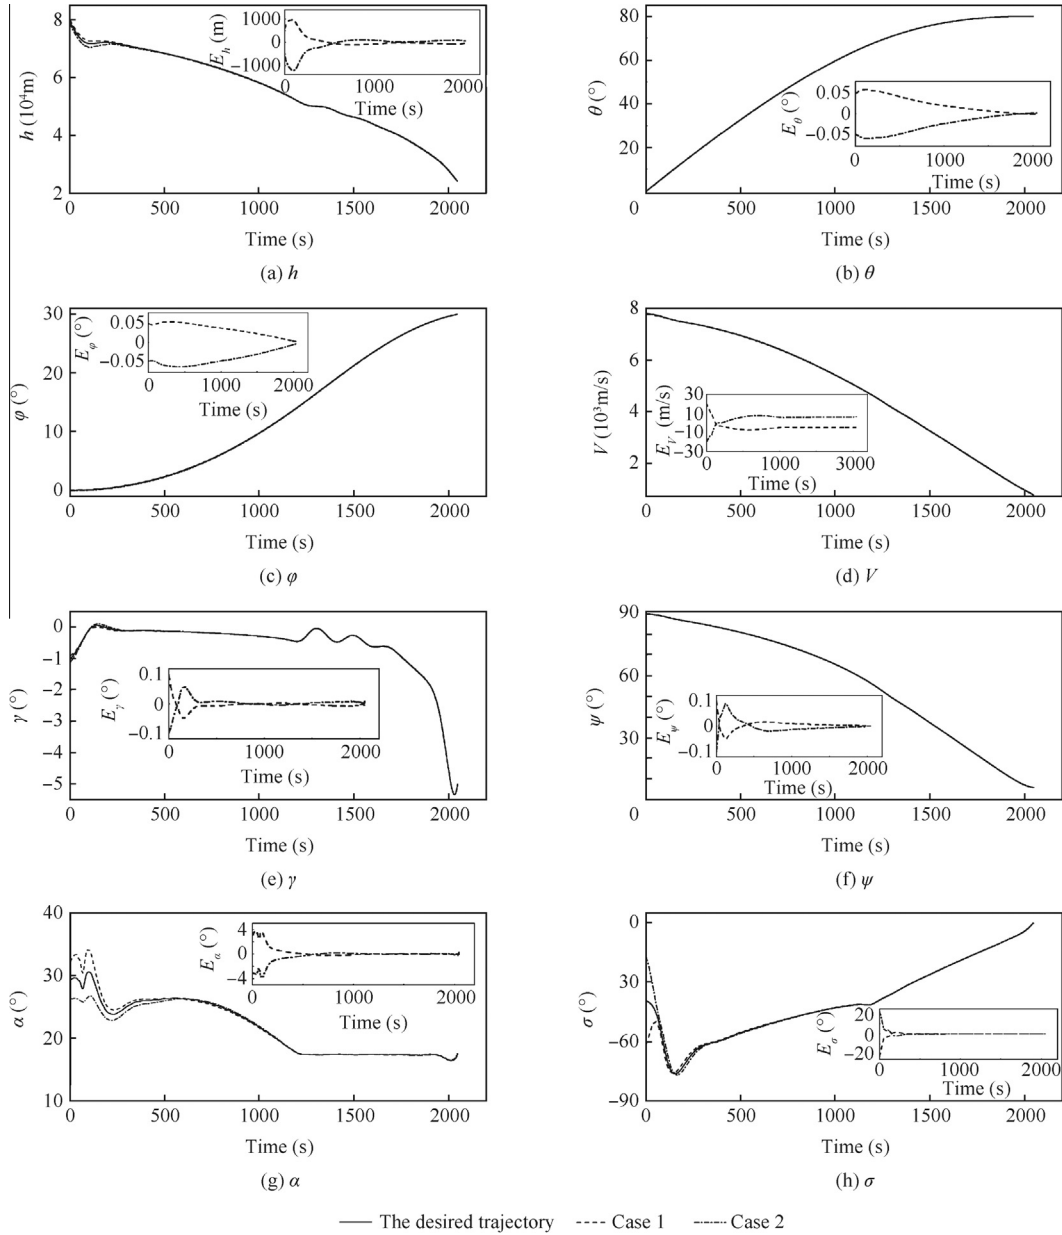 8
6
4
2
h (10⁴m)
0
500
1000
1500
2000
Time (s)
1000
0
−1000
E_h (m)
0
1000
2000
Time (s)
(a) h
80
60
40
20
θ (°)
0
500
1000
1500
2000
Time (s)
0.05
0
−0.05
E_θ (°)
0
1000
2000
Time (s)
(b) θ
30
20
10
0
φ (°)
0
500
1000
1500
2000
Time (s)
0.05
0
−0.05
E_φ (°)
0
1000
2000
Time (s)
(c) φ
8
6
4
2
V (10³m/s)
0
500
1000
1500
2000
Time (s)
30
10
−10
−30
E_V (m/s)
0
1000
3000
Time (s)
(d) V
0
−1
−2
−3
−4
−5
γ (°)
0
500
1000
1500
2000
Time (s)
0.1
0
−0.1
E_γ (°)
0
1000
2000
Time (s)
(e) γ
90
60
30
0
ψ (°)
0
500
1000
1500
2000
Time (s)
0.1
0
−0.1
E_ψ (°)
0
1000
2000
Time (s)
(f) ψ
40
30
20
10
α (°)
0
500
1000
1500
2000
Time (s)
4
0
−4
E_α (°)
0
1000
2000
Time (s)
(g) α
0
30
−60
−90
σ (°)
0
500
1000
1500
2000
Time (s)
20
0
−20
E_σ (°)
0
1000
2000
Time (s)
(h) σ
The desired trajectory
Case 1
Case 2